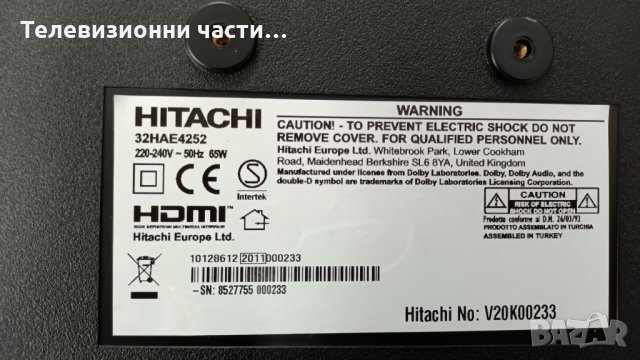 Телевизионни части…
HITACHI
32HAE4252
220-240V ~ 50Hz 65W
CE
S
Intertek
HDMI™
HIGH DEFINITION MULTIMEDIA INTERFACE
Hitachi Europe Ltd.
10128612 2011000233
-SN: 8527755 000233
WARNING
CAUTION! - TO PREVENT ELECTRIC SHOCK DO NOT
REMOVE COVER. FOR QUALIFIED PERSONNEL ONLY.
Hitachi Europe Ltd. Whitebrook Park, Lower Cookham
Road, Maidenhead Berkshire SL6 8YA, United Kingdom
Manufactured under license from Dolby Laboratories. Dolby, Dolby Audio, and the
double-D symbol are trademarks of Dolby Laboratories Licensing Corporation.
CAUTION
RISK OF ELECTRIC
SHOCK DO NOT OPEN
Prodotto conforme al D.M. 26/03/92
ASSEMBLATO IN TURCHIA
ASSEMBLED IN TURKEY
Hitachi No: V20K00233
BAZAR